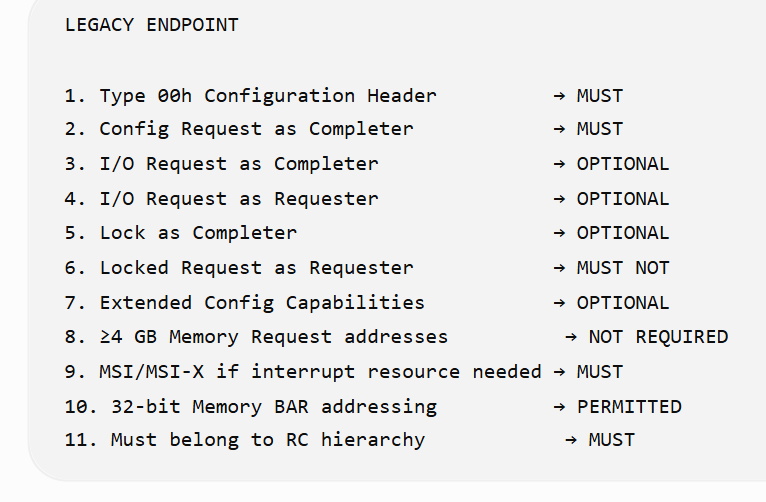 LEGACY ENDPOINT
1. Type 00h Configuration Header → MUST
2. Config Request as Completer → MUST
3. I/O Request as Completer → OPTIONAL
4. I/O Request as Requester → OPTIONAL
5. Lock as Completer → OPTIONAL
6. Locked Request as Requester → MUST NOT
7. Extended Config Capabilities → OPTIONAL
8. ≥4 GB Memory Request addresses → NOT REQUIRED
9. MSI/MSI-X if interrupt resource needed → MUST
10. 32-bit Memory BAR addressing → PERMITTED
11. Must belong to RC hierarchy → MUST